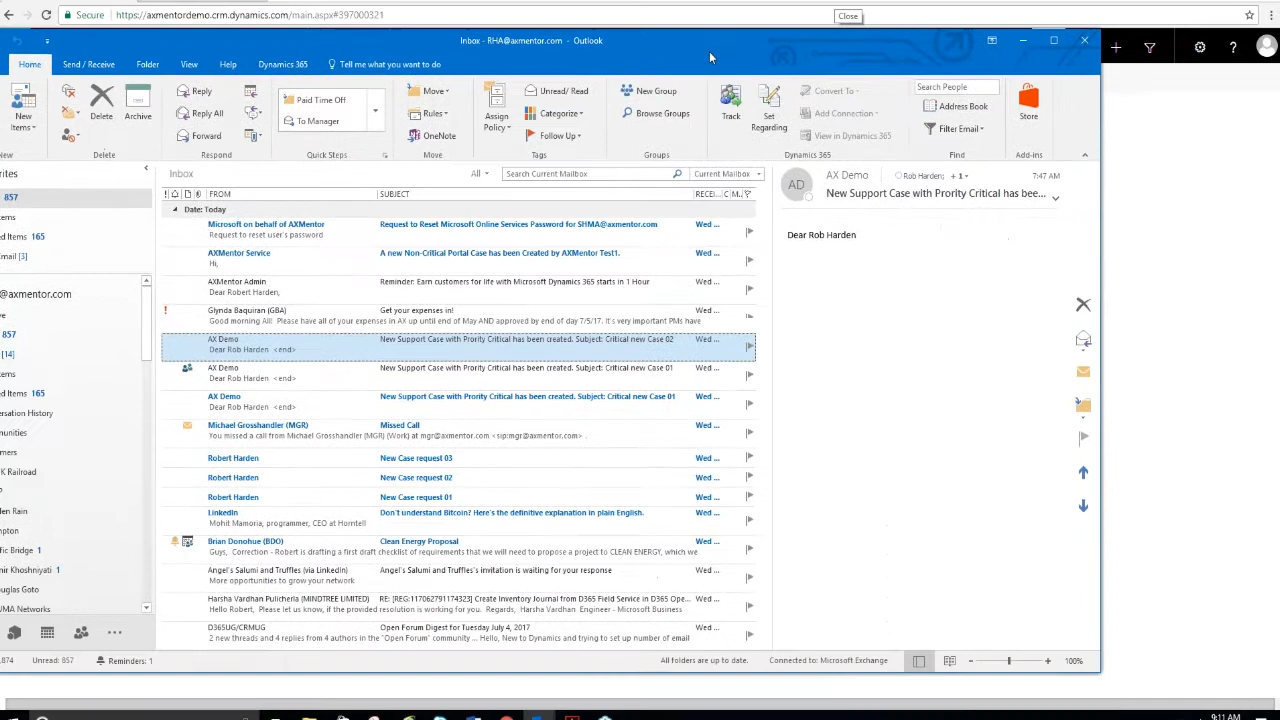 Secure
https://axmentordemo.crm.dynamics.com/main.aspx#397000321
Close
Inbox - RHA@axmentor.com - Outlook
Home
Send / Receive
Folder
View
Help
Dynamics 365
Tell me what you want to do
New
Items
Delete
Archive
Reply
Reply All
Forward
Paid Time Off
To Manager
Move
Rules
OneNote
Assign
Policy
Unread/ Read
Categorize
Follow Up
New Group
Browse Groups
Track
Set
Regarding
Convert To
Add Connection
View in Dynamics 365
Search People
Address Book
Filter Email
Store
Delete
Respond
Quick Steps
Move
Tags
Groups
Dynamics 365
Find
Add-ins
857
165
[3]
@axmentor.com
857
[14]
165
K Railroad
1
Khoshniyati 1
UMA Networks
Inbox
All
Search Current Mailbox
Current Mailbox
FROM
SUBJECT
RECEI...
C
M...
Date: Today
Microsoft on behalf of AXMentor
Request to Reset Microsoft Online Services Password for SHMA@axmentor.com
Wed ...
Request to reset user's password
AXMentor Service
A new Non-Critical Portal Case has been Created by AXMentor Test1.
Wed ...
Hi,
AXMentor Admin
Reminder: Earn customers for life with Microsoft Dynamics 365 starts in 1 Hour
Wed ...
Dear Robert Harden,
Glynda Baquiran (GBA)
Get your expenses in!
Wed ...
Good morning All! Please have all of your expenses in AX up until end of May AND approved by end of day 7/5/17. It's very important PMs have
AX Demo
New Support Case with Prority Critical has been created. Subject: Critical new Case 02
Wed ...
Dear Rob Harden <end>
AX Demo
New Support Case with Prority Critical has been created. Subject: Critical new Case 01
Wed ...
Dear Rob Harden <end>
AX Demo
New Support Case with Prority Critical has been created. Subject: Critical new Case 01
Wed ...
Dear Rob Harden <end>
Michael Grosshandler (MGR)
Missed Call
Wed ...
You missed a call from Michael Grosshandler (MGR) (Work) at mgr@axmentor.com <sip:mgr@axmentor.com> .
Robert Harden
New Case request 03
Wed ...
Robert Harden
New Case request 02
Wed ...
Robert Harden
New Case request 01
Wed ...
LinkedIn
Don't understand Bitcoin? Here's the definitive explanation in plain English.
Wed ...
Mohit Mamoria, programmer, CEO at Horntell
Brian Donohue (BDO)
Clean Energy Proposal
Wed ...
Guys, Correction - Robert is drafting a first draft checklist of requirements that we will need to propose a project to CLEAN ENERGY, which we
Angel's Salumi and Truffles (via LinkedIn)
Angel's Salumi and Truffles's invitation is waiting for your response
Wed ...
More opportunities to grow your network
Harsha Vardhan Pulicherla (MINDTREE LIMITED)
RE: [REG:117062791174323] Create Inventory Journal from D365 Field Service in D365 Ope...
Wed ...
Hello Robert, Please let us know, if the provided resolution is working for you. Regards, Harsha Vardhan Engineer - Microsoft Business
D365UG/CRMUG
Open Forum Digest for Tuesday July 4, 2017
Wed ...
2 new threads and 4 replies from 4 authors in the "Open Forum" community ... Hello, New to Dynamics and trying to set up number of email
AD
AX Demo
Rob Harden;
+ 1
7:47 AM
New Support Case with Prority Critical has bee...
Dear Rob Harden
Unread: 857
Reminders: 1
All folders are up to date.
Connected to: Microsoft Exchange
100%
9:11 AM